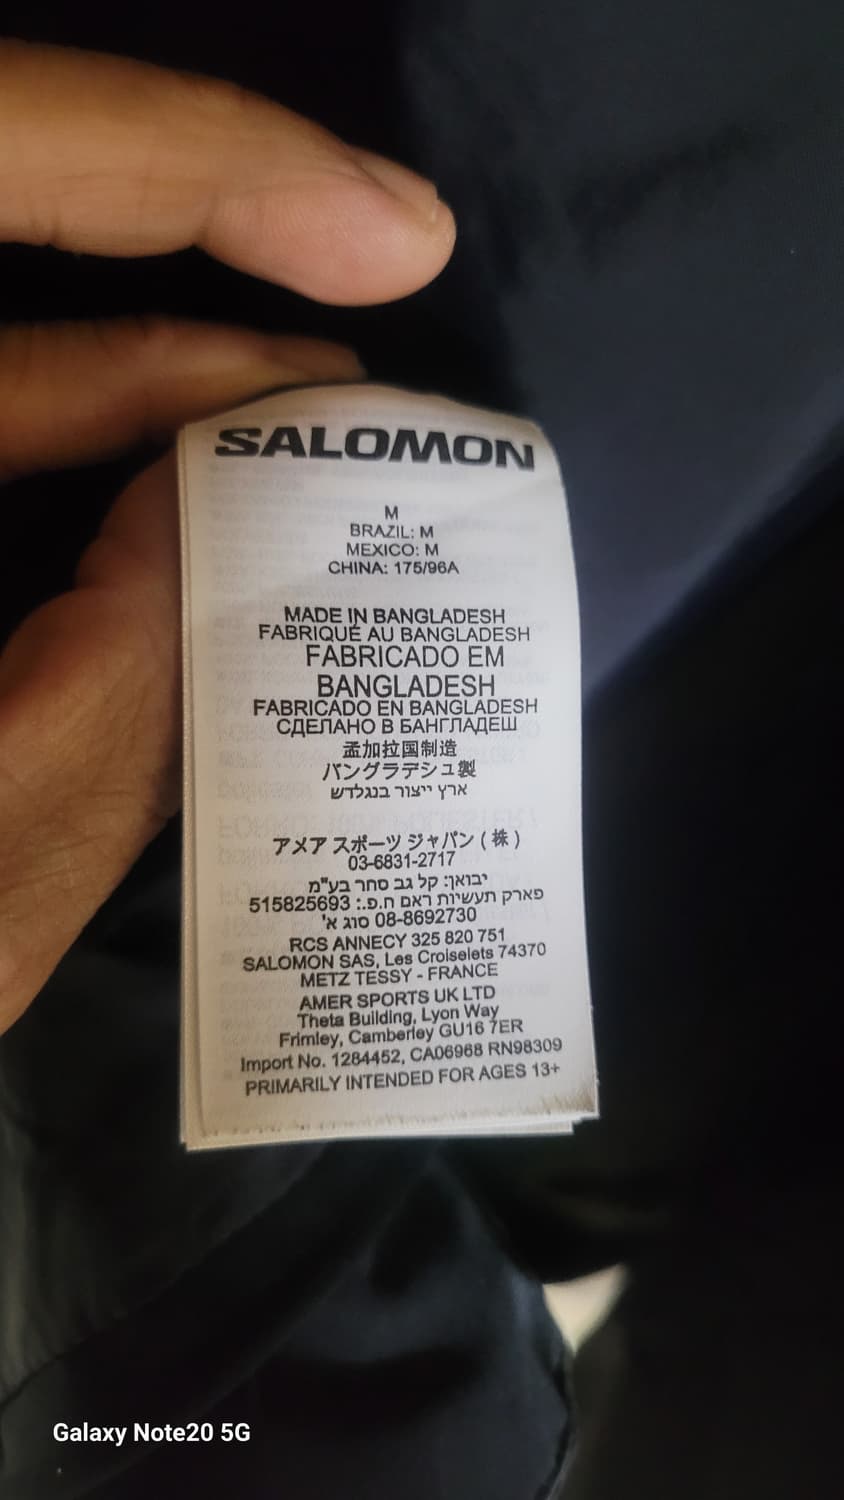 SALOMON
M
BRAZIL: M
MEXICO: M
CHINA: 175/96A
MADE IN BANGLADESH
FABRIQUÉ AU BANGLADESH
FABRICADO EM
BANGLADESH
FABRICADO EN BANGLADESH
СДЕЛАНО В БАНГЛАДЕШ
孟加拉国制造
バングラデシュ製
ארץ ייצור בנגלדש
アメア スポーツ ジャパン ( 株 )
03-6831-2717
יבואן: קל גב סחר בע"מ
פארק תעשיות ראם ח.פ.: 515825693
08-8692730 סוג א'
RCS ANNECY 325 820 751
SALOMON SAS, Les Croiselets 74370
METZ TESSY - FRANCE
AMER SPORTS UK LTD
Theta Building, Lyon Way
Frimley, Camberley GU16 7ER
Import No. 1284452, CA06968 RN98309
PRIMARILY INTENDED FOR AGES 13+
Galaxy Note20 5G